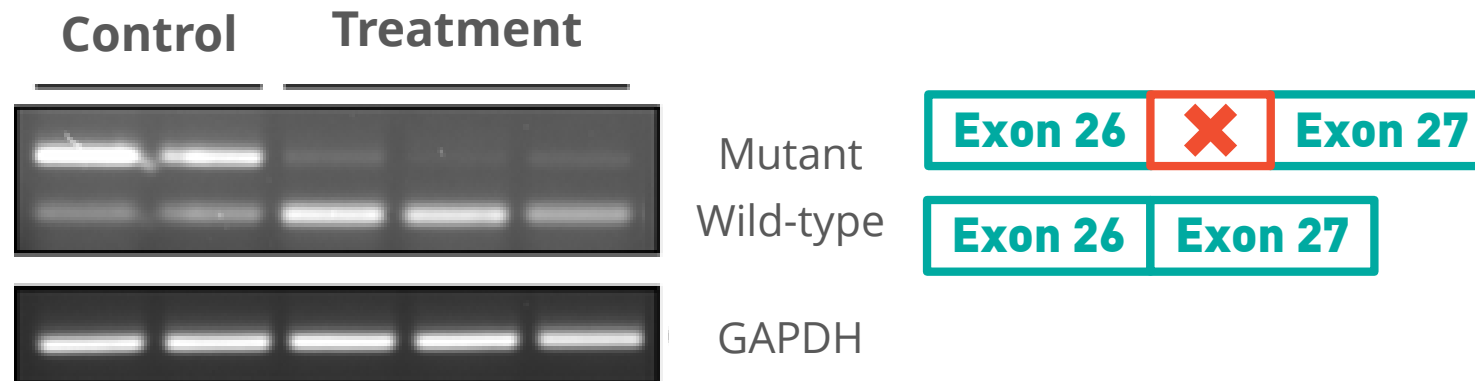 Control
Treatment
Mutant
Exon 26
Exon 27
Wild-type
Exon 26
Exon 27
GAPDH